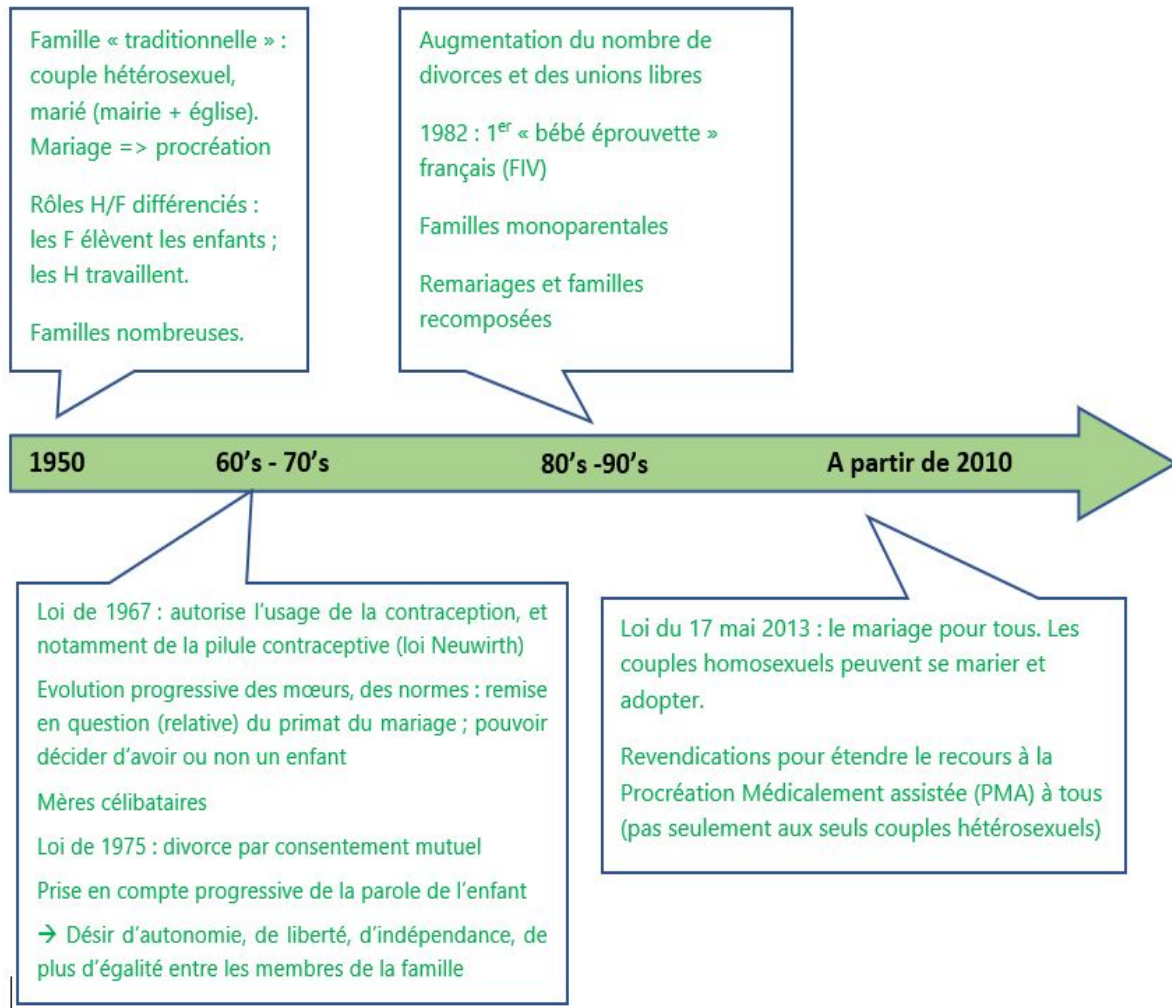 Famille « traditionnelle » :
couple hétérosexuel,
marié (mairie + église).
Mariage => procréation
Rôles H/F différenciés :
les F élèvent les enfants ;
les H travaillent.
Familles nombreuses.
Augmentation du nombre de
divorces et des unions libres
1982 : 1er « bébé éprouvette »
français (FIV)
Familles monoparentales
Remariages et familles
recomposées
1950
60’s - 70’s
80’s -90’s
A partir de 2010
Loi de 1967 : autorise l’usage de la contraception, et
notamment de la pilule contraceptive (loi Neuwirth)
Evolution progressive des mœurs, des normes : remise
en question (relative) du primat du mariage ; pouvoir
décider d’avoir ou non un enfant
Mères célibataires
Loi de 1975 : divorce par consentement mutuel
Prise en compte progressive de la parole de l’enfant
→ Désir d’autonomie, de liberté, d’indépendance, de
plus d’égalité entre les membres de la famille
Loi du 17 mai 2013 : le mariage pour tous. Les
couples homosexuels peuvent se marier et
adopter.
Revendications pour étendre le recours à la
Procréation Médicalement assistée (PMA) à tous
(pas seulement aux seuls couples hétérosexuels)